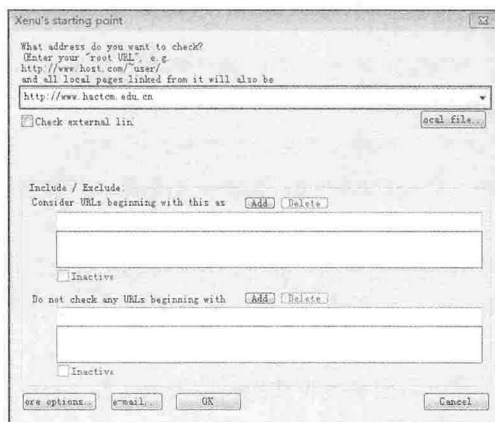 Xenu's starting point
What address do you want to check?
(Enter your "root URL", e.g.
http://www.host.com/~user/
and all local pages linked from it will also be
http://www.hactcm.edu.cn
Check external lin
ocal file..
Include / Exclude
Consider URLs beginning with this as Add Delete
Inactive
Do not check any URLs beginning with Add Delete
Inactive
ore options.. e-mail.. OK Cancel